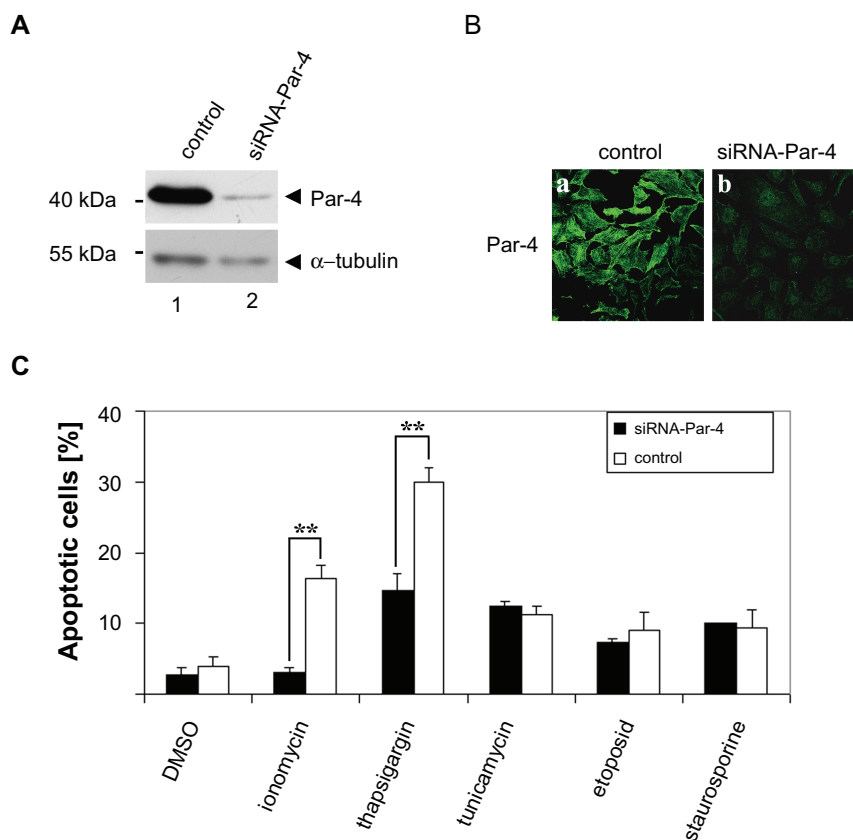 A
control
siRNA-Par-4
40 kDa
Par-4
55 kDa
α–tubulin
1 2
B
control siRNA-Par-4
a b
Par-4
C
Apoptotic cells [%]
40
30
20
10
siRNA-Par-4
control
**
**
DMSO
ionomycin
thapsigargin
tunicamycin
etoposid
staurosporine